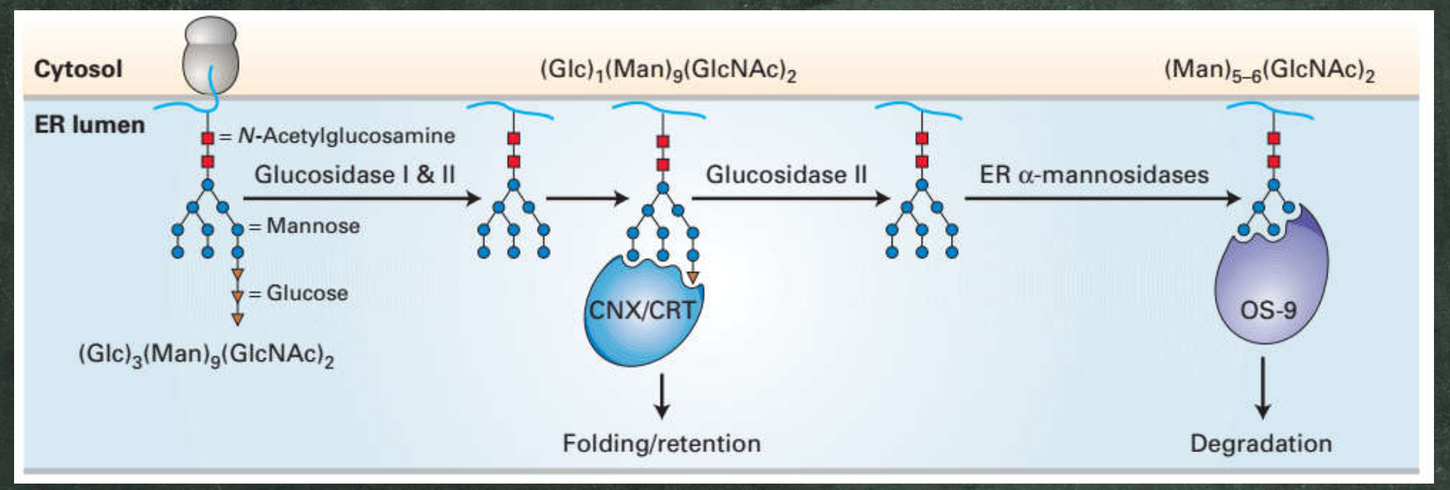 Cytosol
(Glc)₁(Man)₉(GlcNAc)₂
(Man)₅₋₆(GlcNAc)₂
ER lumen
= N-Acetylglucosamine
Glucosidase I & II
Glucosidase II
ER α-mannosidases
= Mannose
= Glucose
CNX/CRT
OS-9
(Glc)₃(Man)₉(GlcNAc)₂
Folding/retention
Degradation